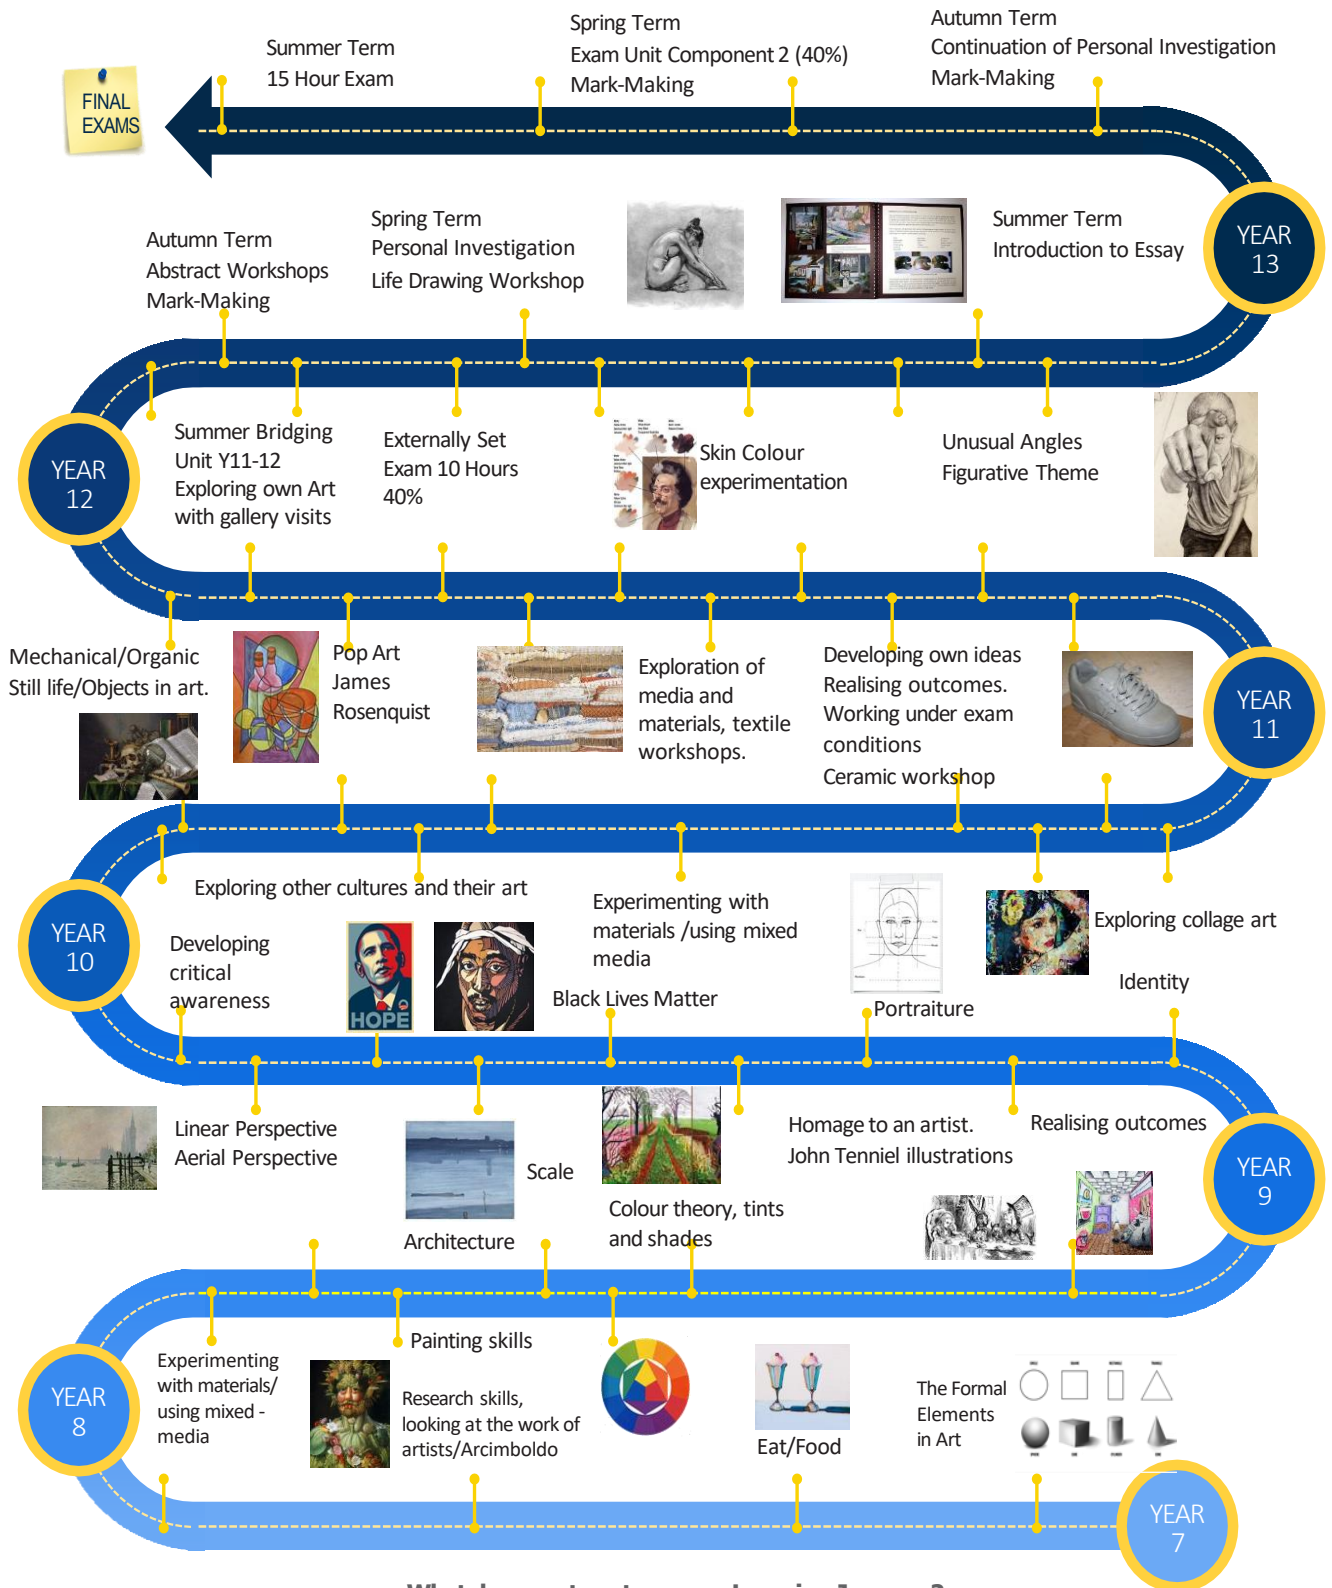 Summer Term
15 Hour Exam
Spring Term
Exam Unit Component 2 (40%)
Mark-Making
Autumn Term
Continuation of Personal Investigation
Mark-Making
FINAL
EXAMS
YEAR
13
Autumn Term
Abstract Workshops
Mark-Making
Spring Term
Personal Investigation
Life Drawing Workshop
Summer Term
Introduction to Essay
YEAR
12
Summer Bridging
Unit Y11-12
Exploring own Art
with gallery visits
Externally Set
Exam 10 Hours
40%
Skin Colour
experimentation
Unusual Angles
Figurative Theme
Mechanical/Organic
Still life/Objects in art.
Pop Art
James
Rosenquist
Exploration of
media and
materials, textile
workshops.
Developing own ideas
Realising outcomes.
Working under exam
conditions
Ceramic workshop
YEAR
11
YEAR
10
Exploring other cultures and their art
Developing
critical
awareness
HOPE
Experimenting with
materials /using mixed
media
Black Lives Matter
Portraiture
Exploring collage art
Identity
Linear Perspective
Aerial Perspective
Architecture
Scale
Colour theory, tints
and shades
Homage to an artist.
John Tenniel illustrations
Realising outcomes
YEAR
9
YEAR
8
Experimenting
with materials/
using mixed -
media
Painting skills
Research skills,
looking at the work of
artists/Arcimboldo
Eat/Food
The Formal
Elements
in Art
YEAR
7